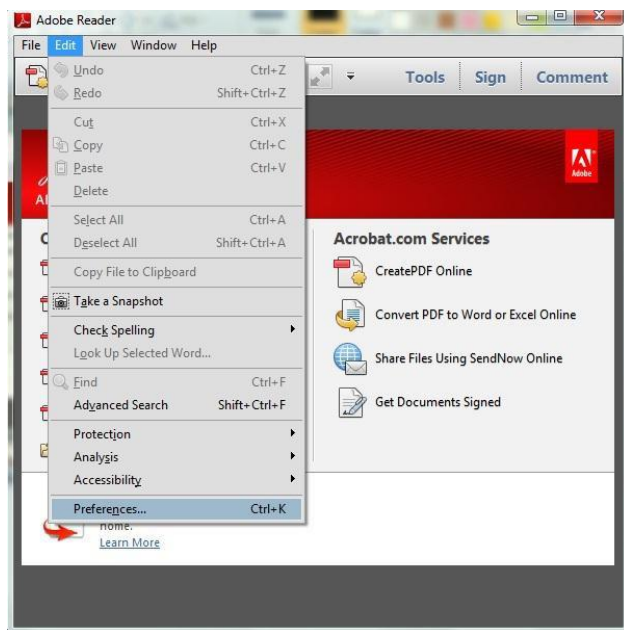 Adobe Reader
File Edit View Window Help
Tools Sign Comment
Undo Ctrl+Z
Redo Shift+Ctrl+Z
Cut Ctrl+X
Copy Ctrl+C
Paste Ctrl+V
Delete
Select All Ctrl+A
Deselect All Shift+Ctrl+A
Copy File to Clipboard
Take a Snapshot
Check Spelling
Look Up Selected Word...
Find Ctrl+F
Advanced Search Shift+Ctrl+F
Protection
Analysis
Accessibility
Preferences... Ctrl+K
Adobe
Acrobat.com Services
CreatePDF Online
Convert PDF to Word or Excel Online
Share Files Using SendNow Online
Get Documents Signed
home.
Learn More